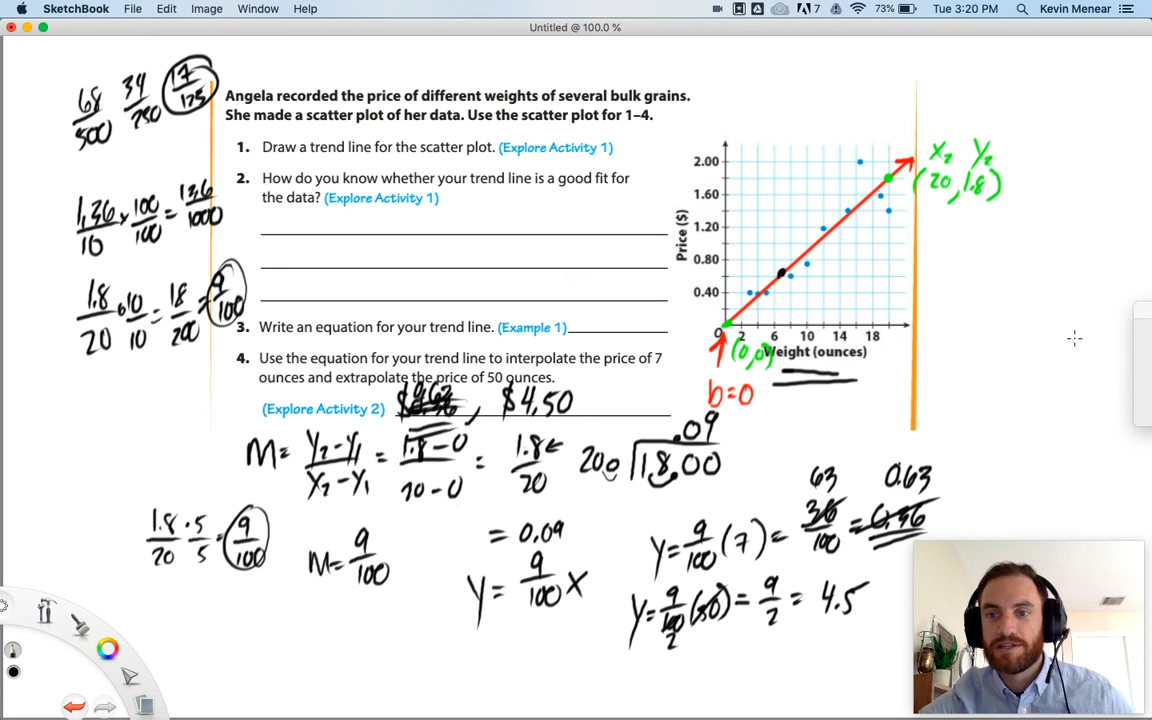 SketchBook File Edit Image Window Help 7 73% Tue 3:20 PM Kevin Menear
Untitled @ 100.0 %
68/500 34/250 17/125
1.36/10 × 100/100 = 136/1000
1.8/20 · 10/10 = 18/200 = 9/100
Angela recorded the price of different weights of several bulk grains.
She made a scatter plot of her data. Use the scatter plot for 1–4.
1. Draw a trend line for the scatter plot. (Explore Activity 1)
2. How do you know whether your trend line is a good fit for
the data? (Explore Activity 1)
3. Write an equation for your trend line. (Example 1)
4. Use the equation for your trend line to interpolate the price of 7
ounces and extrapolate the price of 50 ounces.
(Explore Activity 2) , $4.50
Price ($)
2.00
1.60
1.20
0.80
0.40
0 2 6 10 14 18
Weight (ounces)
X₂ Y₂
(20, 1.8)
(0,0)
b=0
M = Y₂-Y₁/X₂-Y₁ = 1.8-0/20-0 = 1.8/20
.09
20.0 1.8.00
= 0.09
1.8/20 · 5/5 = 9/100
M = 9/100
Y = 9/100 X
63 0.63
Y = 9/100 (7) = 36/100 = 0.36
Y = 9/100 (50) = 9/2 = 4.5
2